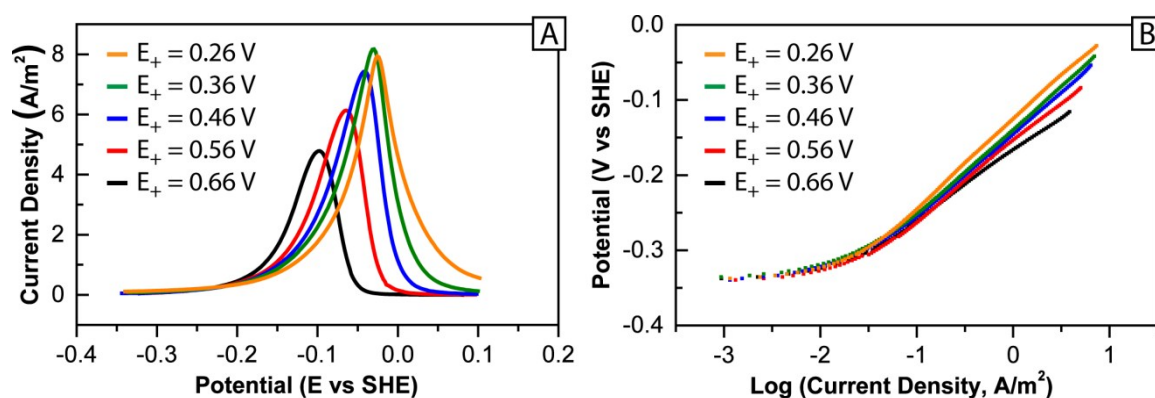 A
E₊ = 0.26 V
E₊ = 0.36 V
E₊ = 0.46 V
E₊ = 0.56 V
E₊ = 0.66 V
Current Density (A/m²)
8
6
4
2
0
-0.4 -0.3 -0.2 -0.1 0.0 0.1 0.2
Potential (E vs SHE)
B
E₊ = 0.26 V
E₊ = 0.36 V
E₊ = 0.46 V
E₊ = 0.56 V
E₊ = 0.66 V
Potential (V vs SHE)
-0.0
-0.1
-0.2
-0.3
-0.4
-3 -2 -1 0 1
Log (Current Density, A/m²)